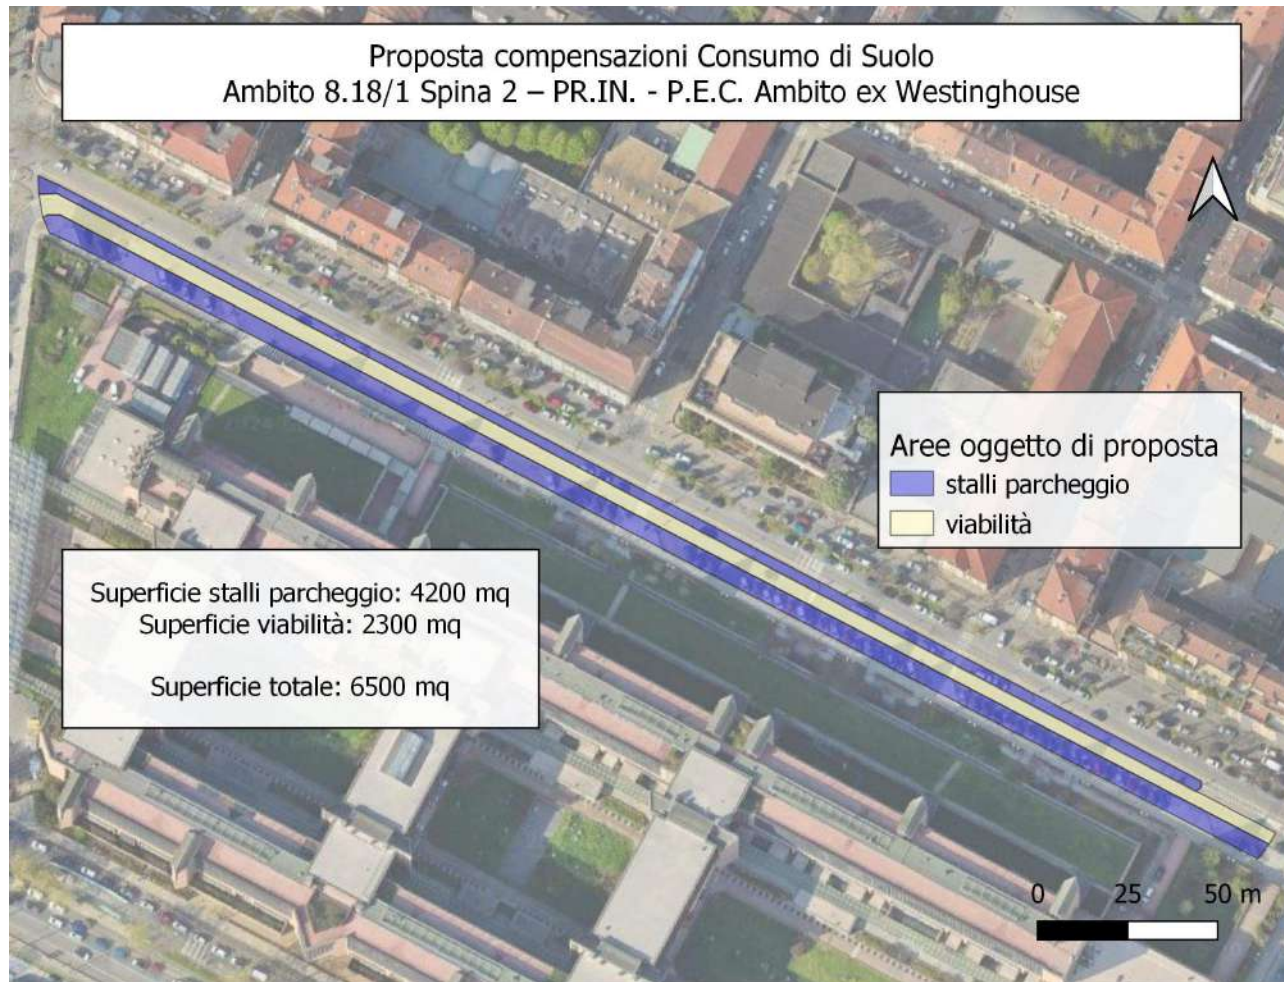 Proposta compensazioni Consumo di Suolo
Ambito 8.18/1 Spina 2 – PR.IN. - P.E.C. Ambito ex Westinghouse
Aree oggetto di proposta
stalli parcheggio
viabilità
Superficie stalli parcheggio: 4200 mq
Superficie viabilità: 2300 mq
Superficie totale: 6500 mq
0 25 50 m